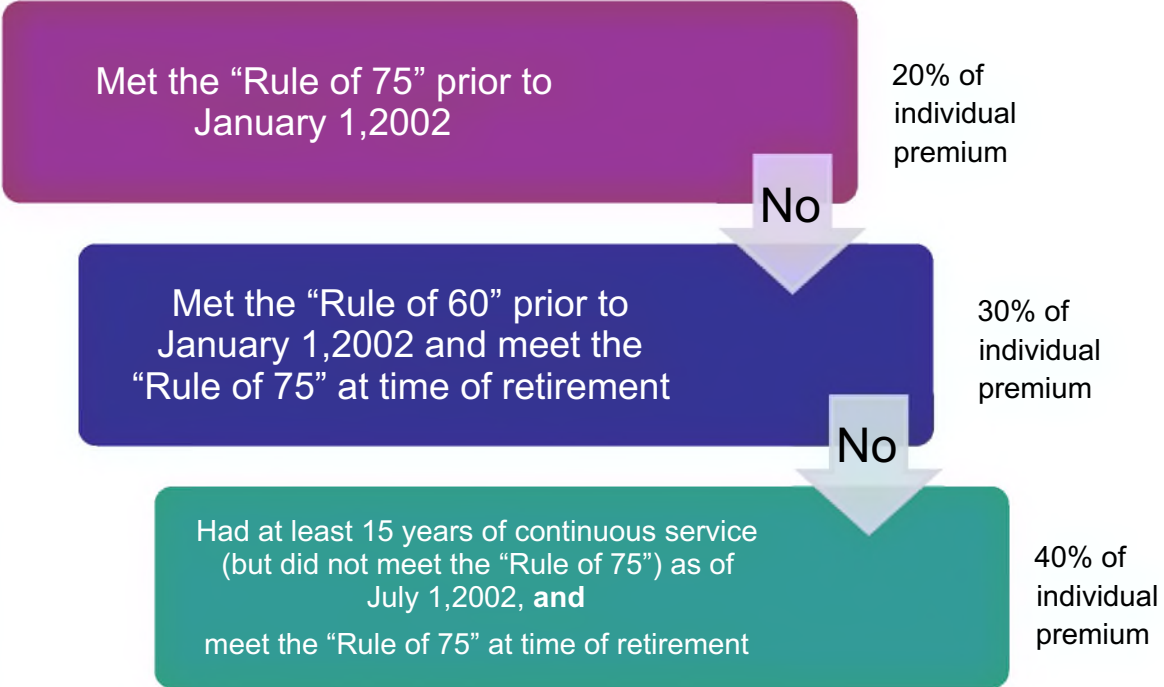 Met the “Rule of 75” prior to
January 1,2002
20% of
individual
premium
No
Met the “Rule of 60” prior to
January 1,2002 and meet the
“Rule of 75” at time of retirement
30% of
individual
premium
No
Had at least 15 years of continuous service
(but did not meet the “Rule of 75”) as of
July 1,2002, and
meet the “Rule of 75” at time of retirement
40% of
individual
premium